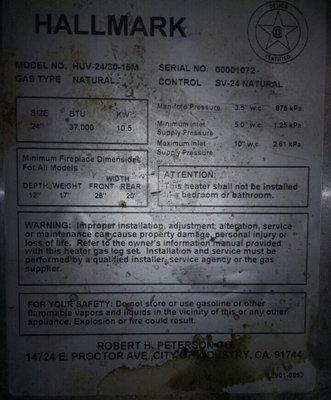 HALLMARK
DESIGN
CERTIFIED
MODEL NO. HUV-24/30-15M SERIAL NO. 00001072
GAS TYPE NATURAL CONTROL SV-24 NATURAL
SIZE BTU KW
24" 37,000 10.5
Manifold Pressure 3.5" w.c. .875 kPa
Minimum Inlet 5.0" w.c. 1.25 kPa
Supply Pressure
Maximum Inlet 10" w.c. 2.61 kPa
Supply Pressure
Minimum Fireplace Dimensions
For All Models
WIDTH
DEPTH WEIGHT FRONT REAR
12" 17" 28" 20"
ATTENTION:
This heater shall not be installed
in a bedroom or bathroom.
WARNING: Improper installation, adjustment, alteration, service
or maintenance can cause property damage, personal injury or
loss of life. Refer to the owner's information manual provided
with this heater gas log set. Installation and service must be
performed by a qualified installer, service agency or the gas
supplier.
FOR YOUR SAFETY: Do not store or use gasoline or other
flammable vapors and liquids in the vicinity of this or any other
appliance. Explosion or fire could result.
ROBERT H. PETERSON CO.
14724 E. PROCTOR AVE., CITY OF INDUSTRY, CA. 91744